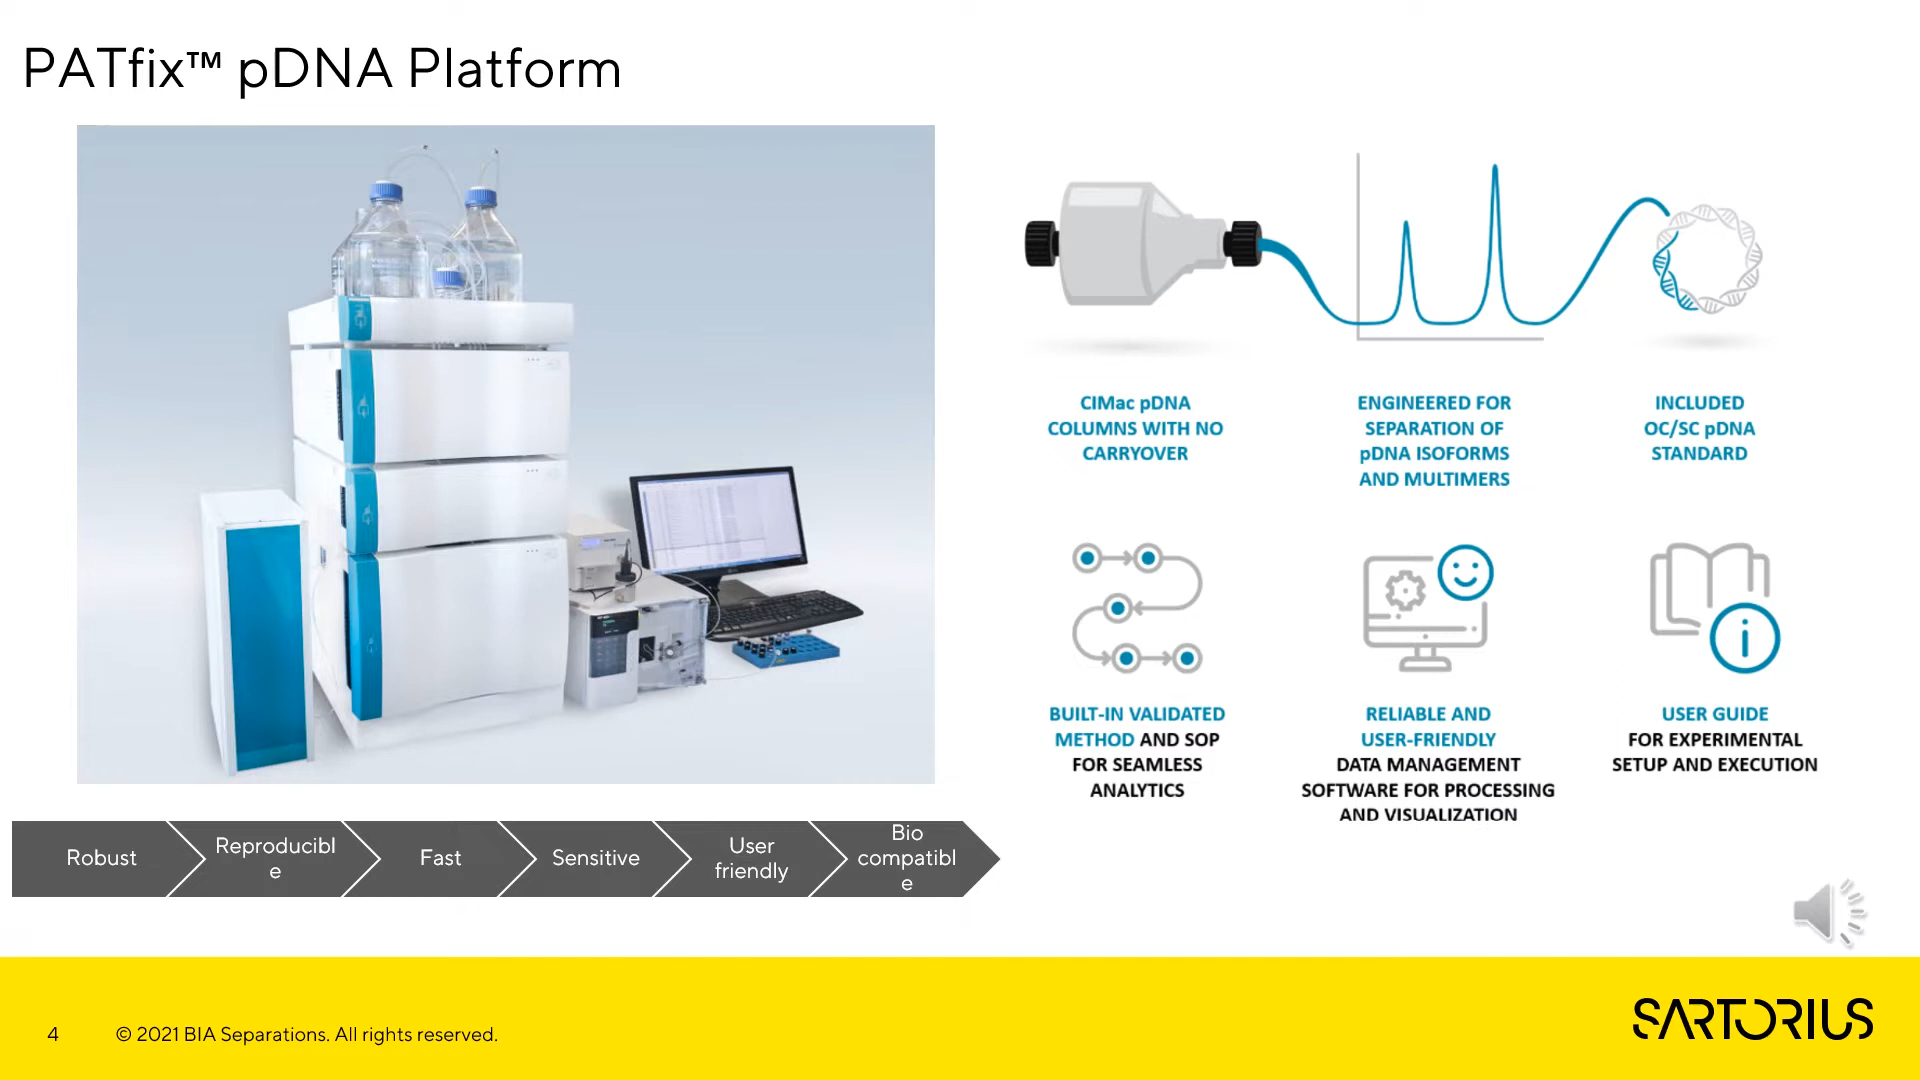 PATfix™ pDNA Platform
CIMac pDNA
COLUMNS WITH NO
CARRYOVER
ENGINEERED FOR
SEPARATION OF
pDNA ISOFORMS
AND MULTIMERS
INCLUDED
OC/SC pDNA
STANDARD
BUILT-IN VALIDATED
METHOD AND SOP
FOR SEAMLESS
ANALYTICS
RELIABLE AND
USER-FRIENDLY
DATA MANAGEMENT
SOFTWARE FOR PROCESSING
AND VISUALIZATION
USER GUIDE
FOR EXPERIMENTAL
SETUP AND EXECUTION
Robust
Reproducibl
e
Fast
Sensitive
User
friendly
Bio
compatibl
e
4
© 2021 BIA Separations. All rights reserved.
SARTORIUS